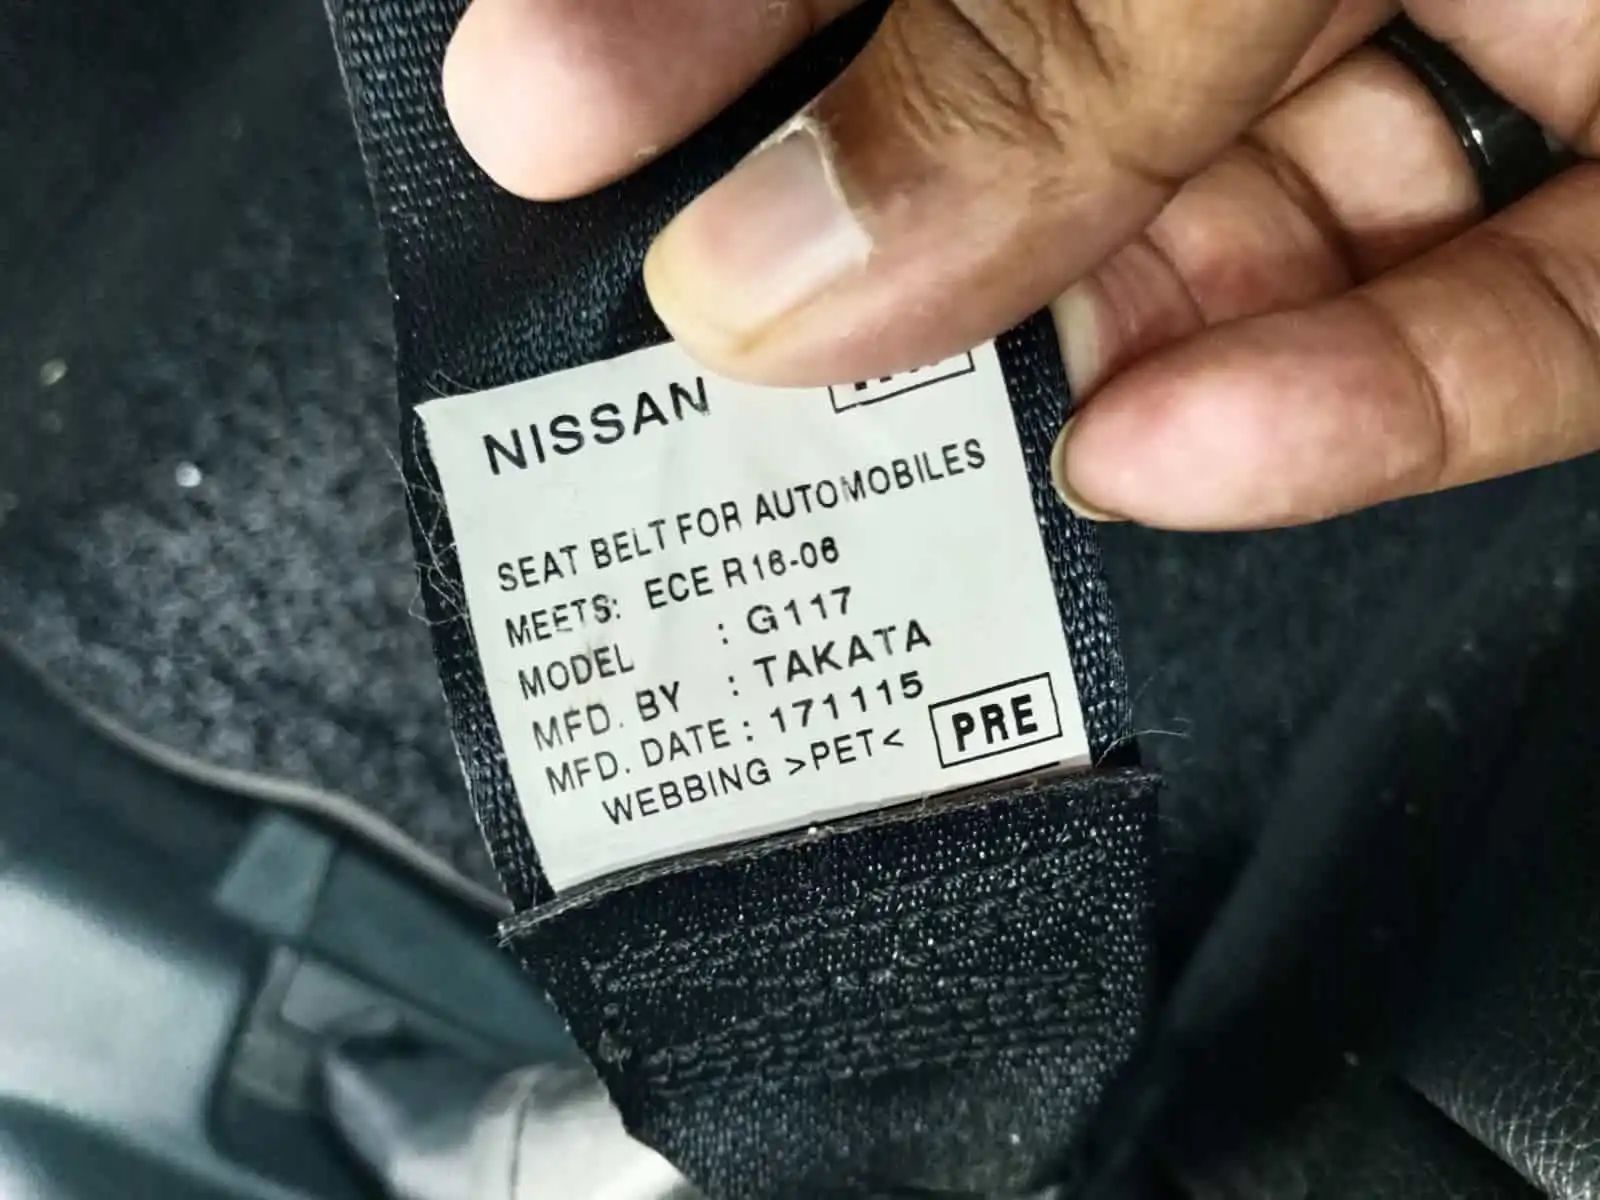 NISSAN
SEAT BELT FOR AUTOMOBILES
MEETS: ECE R16-06
MODEL : G117
MFD. BY : TAKATA
MFD. DATE : 171115
WEBBING >PET< PRE